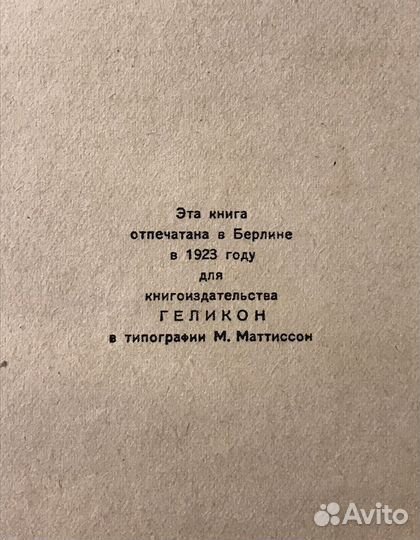 Эта книга
отпечатана в Берлине
в 1923 году
для
книгоиздательства
ГЕЛИКОН
в типографии М. Маттиссон
Avito